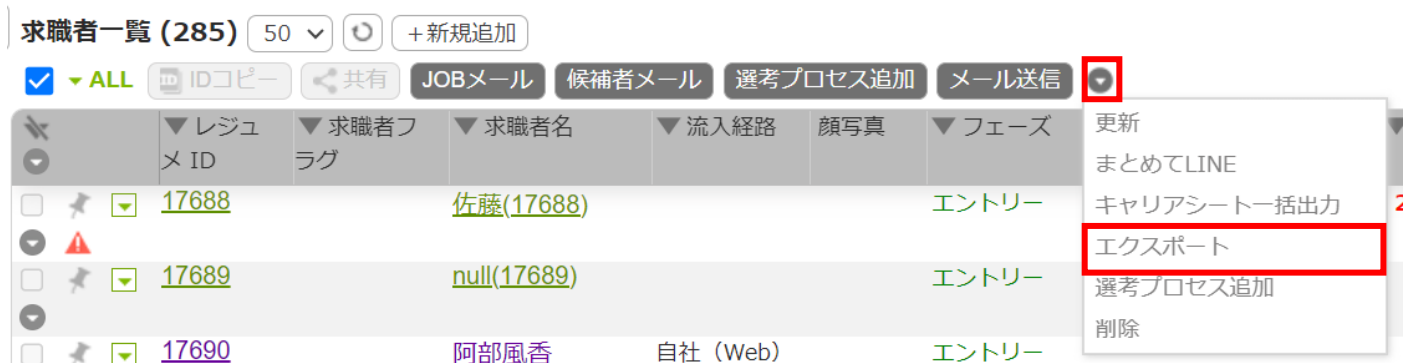 求職者一覧 (285) 50 +新規追加
ALL IDコピー 共有 JOBメール 候補者メール 選考プロセス追加 メール送信
▼レジュメ ID ▼求職者フラグ ▼求職者名 ▼流入経路 顔写真 ▼フェーズ
更新
まとめてLINE
キャリアシート一括出力
エクスポート
選考プロセス追加
削除
17688 佐藤(17688) エントリー
17689 null(17689) エントリー
17690 阿部風香 自社（Web） エントリー